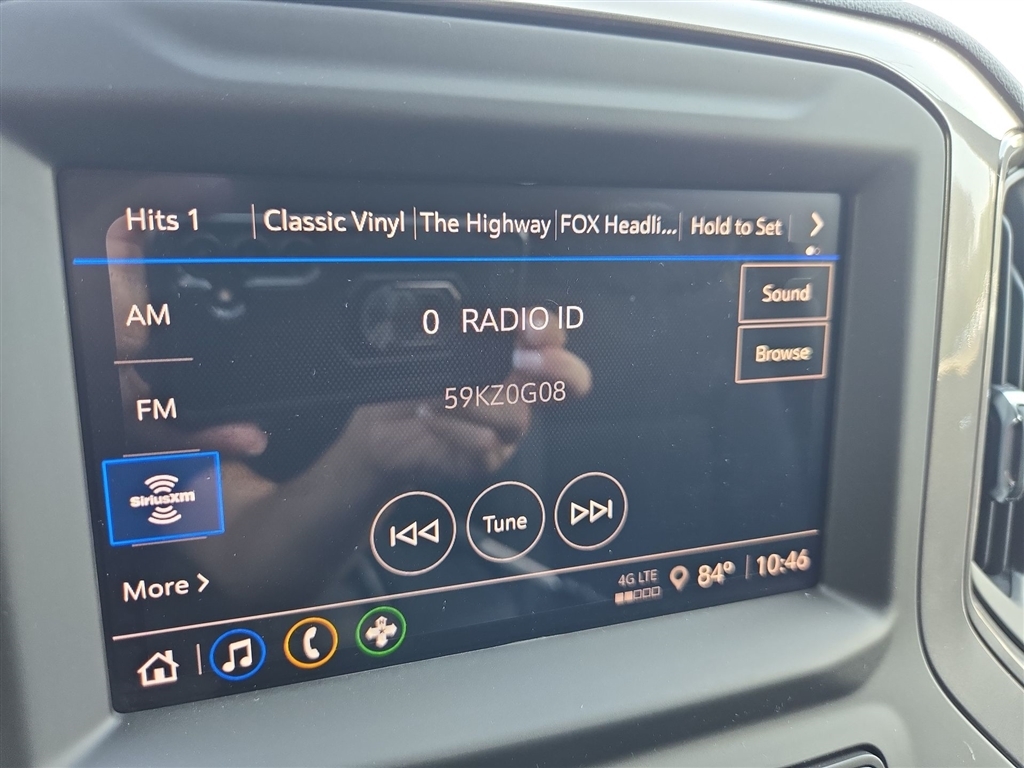 Hits 1
Classic Vinyl
The Highway
FOX Headli...
Hold to Set
Sound
AM
0 RADIO ID
Browse
59KZ0G08
FM
SiriusXM
Tune
More
4G LTE
84°
10:46